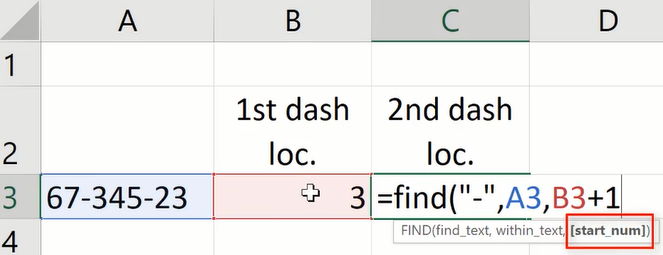 A B C D
1
1st dash 2nd dash
2 loc. loc.
3 67-345-23 3 =find("-",A3,B3+1
FIND(find_text, within_text, [start_num])
4